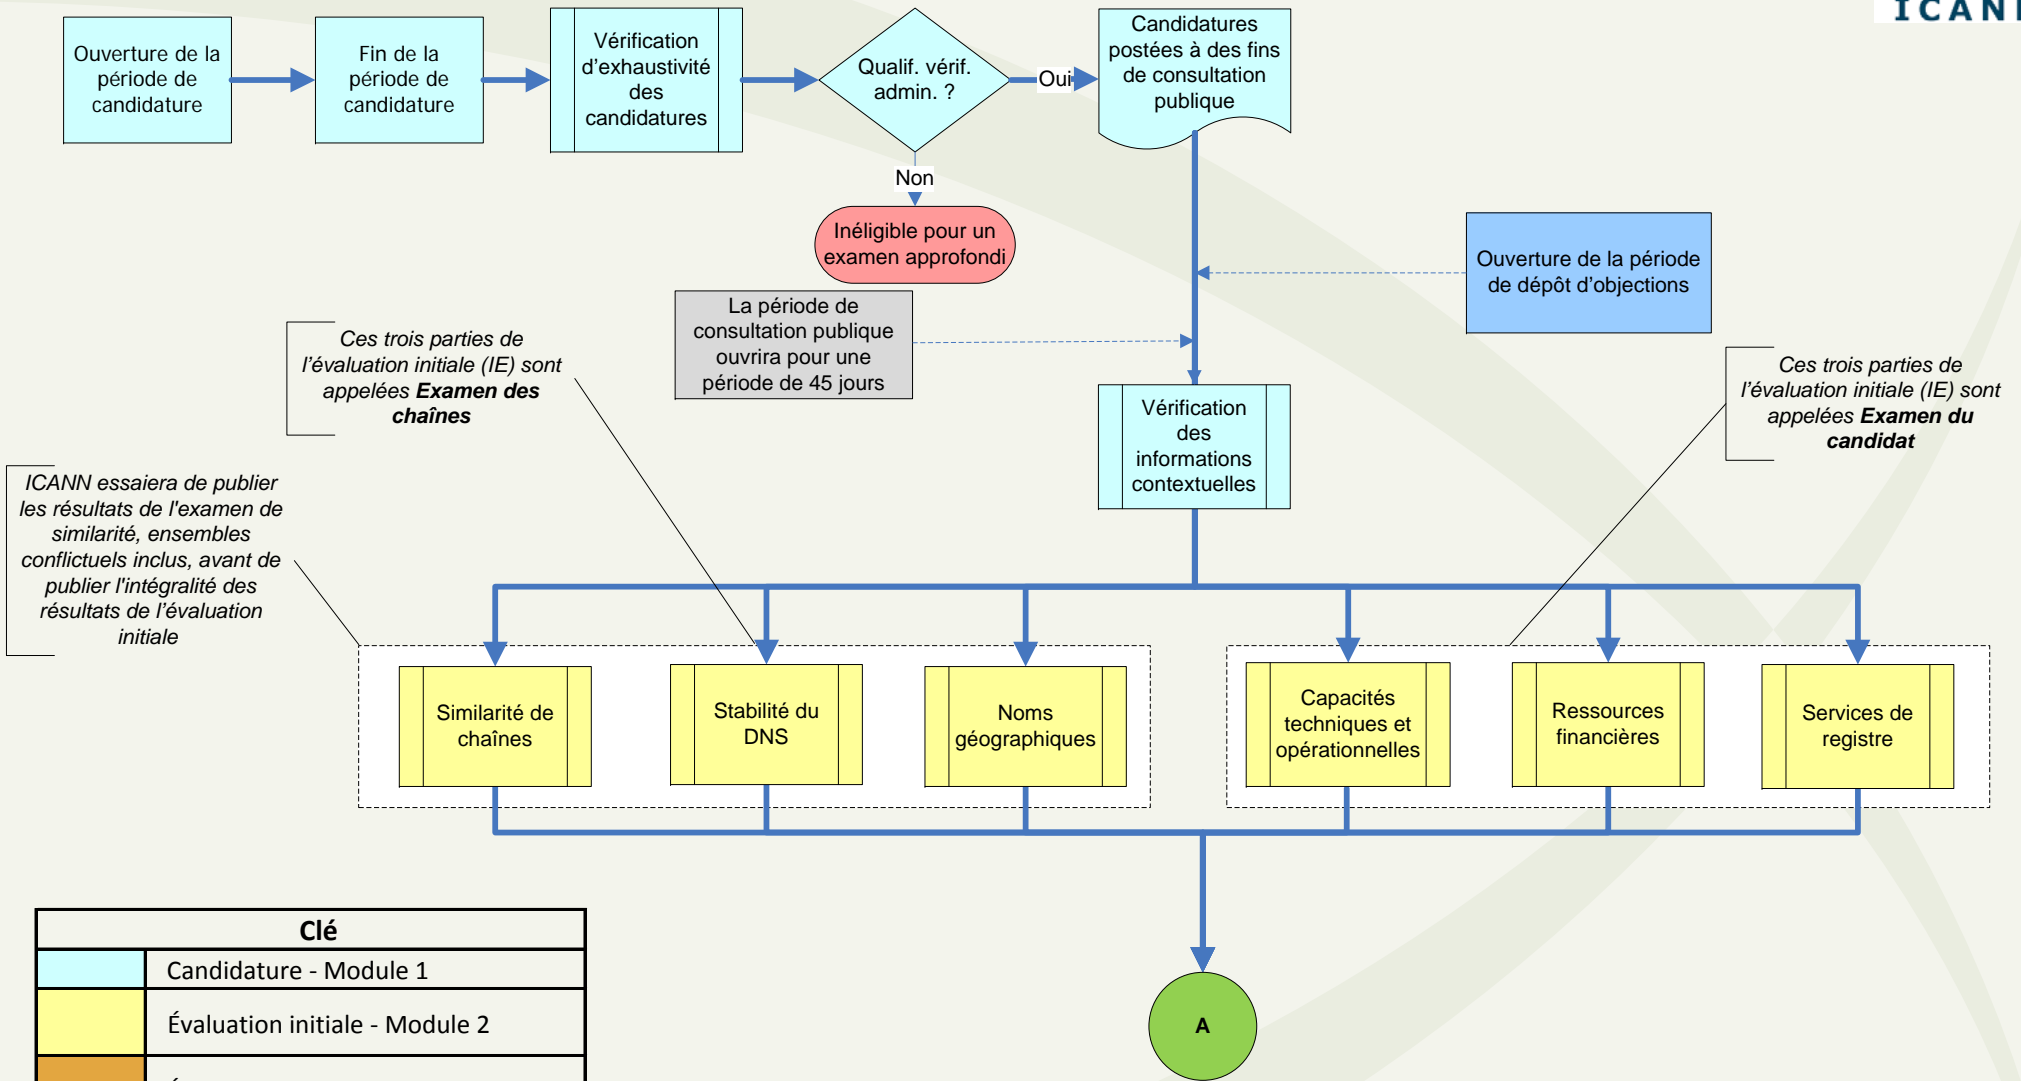 ICANN
Ouverture de la
période de
candidature
Fin de la
période de
candidature
Vérification
d'exhaustivité
des
candidatures
Qualif. vérif.
admin. ?
Oui
Candidatures
postées à des fins
de consultation
publique
Non
Inéligible pour un
examen approfondi
Ouverture de la période
de dépôt d'objections
La période de
consultation publique
ouvrira pour une
période de 45 jours
Ces trois parties de
l'évaluation initiale (IE) sont
appelées Examen des
chaînes
Ces trois parties de
l'évaluation initiale (IE) sont
appelées Examen du
candidat
Vérification
des
informations
contextuelles
ICANN essaiera de publier
les résultats de l'examen de
similarité, ensembles
conflictuels inclus, avant de
publier l'intégralité des
résultats de l'évaluation
initiale
Similarité de
chaînes
Stabilité du
DNS
Noms
géographiques
Capacités
techniques et
opérationnelles
Ressources
financières
Services de
registre
A
Clé
Candidature - Module 1
Évaluation initiale - Module 2